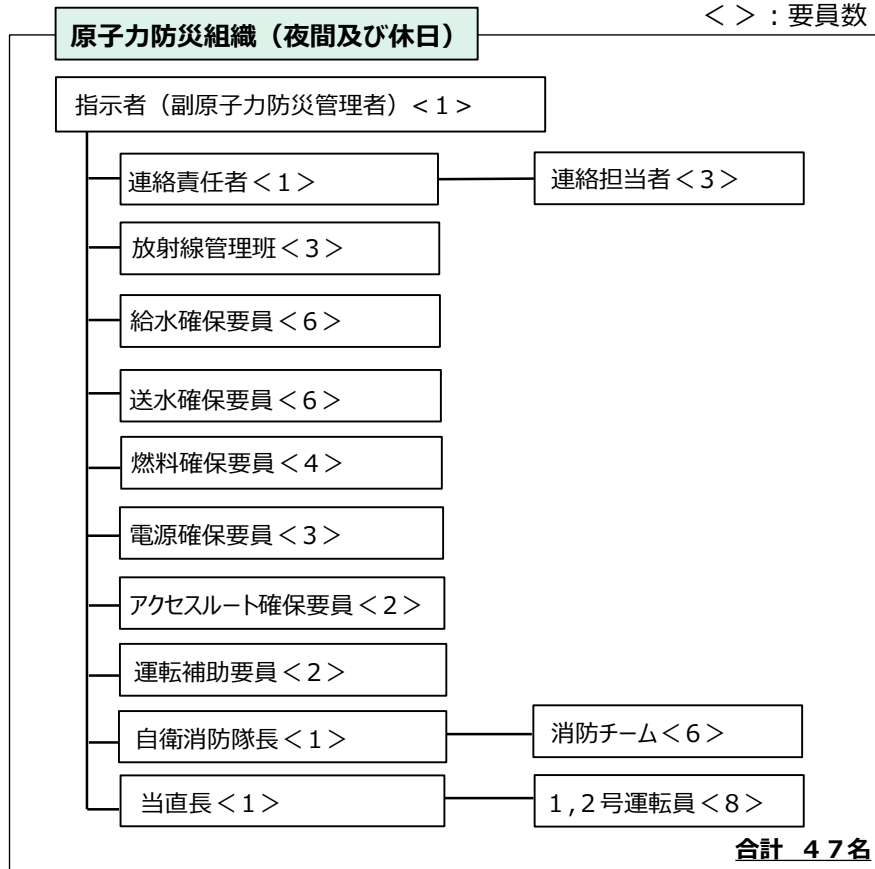 ＜＞：要員数
原子力防災組織（夜間及び休日）
指示者（副原子力防災管理者）＜１＞
連絡責任者＜１＞
連絡担当者＜３＞
放射線管理班＜３＞
給水確保要員＜６＞
送水確保要員＜６＞
燃料確保要員＜４＞
電源確保要員＜３＞
アクセスルート確保要員＜２＞
運転補助要員＜２＞
自衛消防隊長＜１＞
消防チーム＜６＞
当直長＜１＞
１,２号運転員＜８＞
合計　４７名